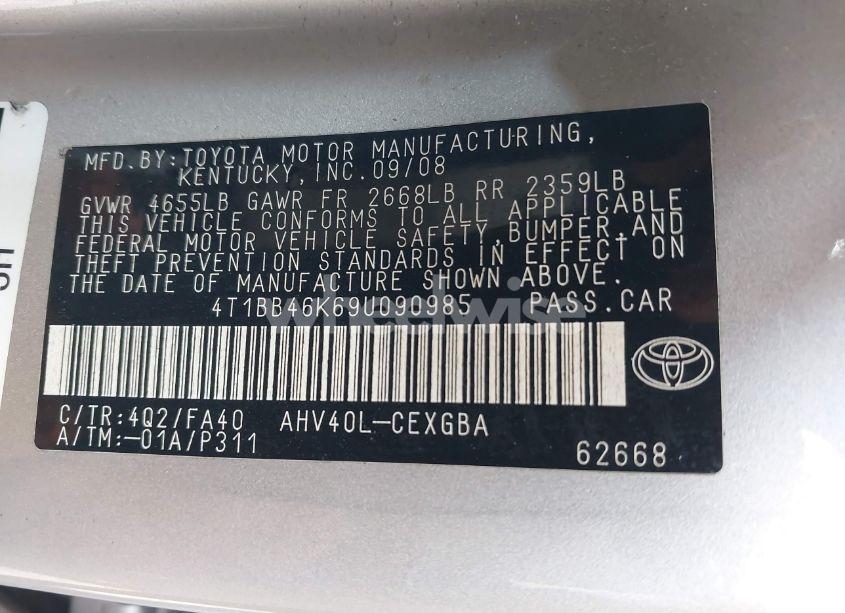 MFD.BY:TOYOTA MOTOR MANUFACTURING,
KENTUCKY,INC.09/08
GVWR 4655LB GAWR FR 2668LB RR 2359LB
THIS VEHICLE CONFORMS TO ALL APPLICABLE
FEDERAL MOTOR VEHICLE SAFETY,BUMPER,AND
THEFT PREVENTION STANDARDS IN EFFECT ON
THE DATE OF MANUFACTURE SHOWN ABOVE.
4T1BB46K69U090985 PASS.CAR
wheelwise
C/TR:4Q2/FA40 AHV40L-CEXGBA
A/TM:-01A/P311
62668